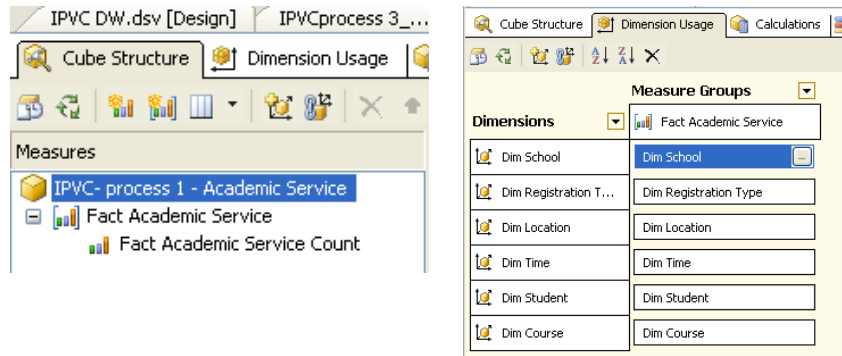 IPVC DW.dsv [Design] IPVCprocess 3_...
Cube Structure Dimension Usage
Measures
IPVC- process 1 - Academic Service
Fact Academic Service
Fact Academic Service Count
Cube Structure Dimension Usage Calculations
Measure Groups
Dimensions Fact Academic Service
Dim School Dim School ...
Dim Registration T... Dim Registration Type
Dim Location Dim Location
Dim Time Dim Time
Dim Student Dim Student
Dim Course Dim Course